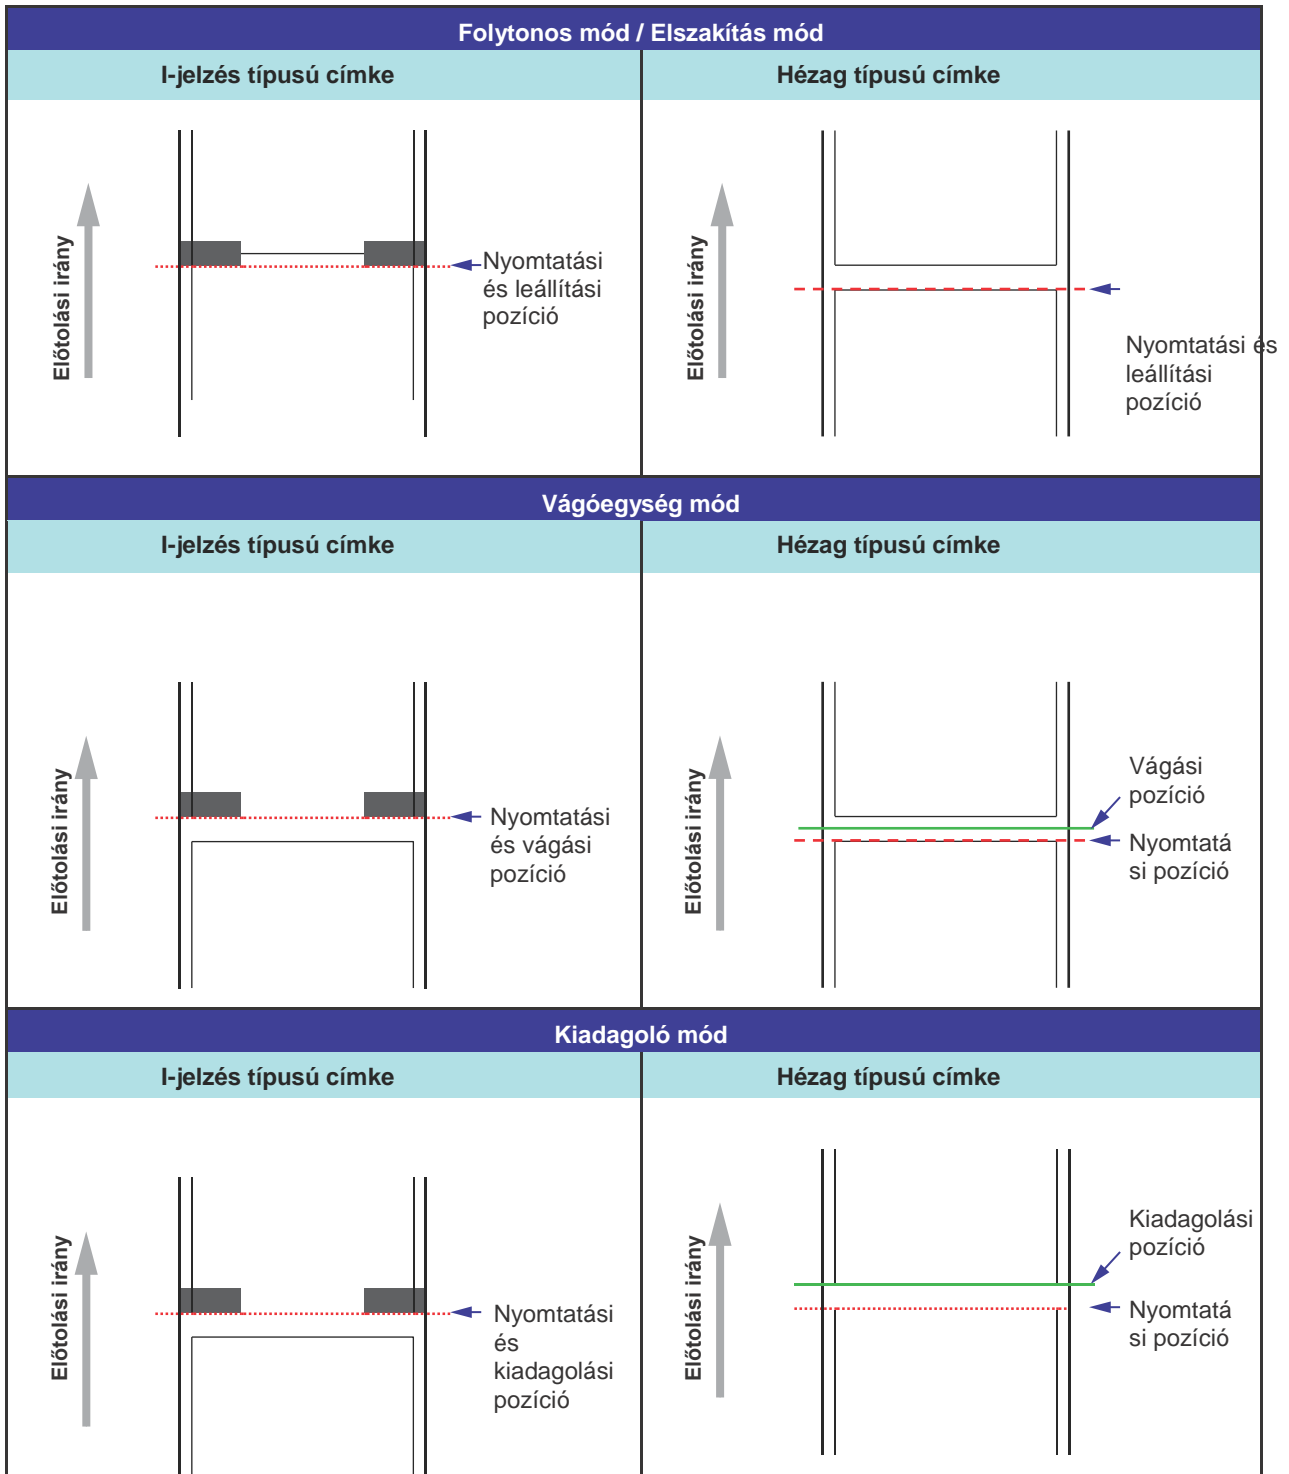 Folytonos mód / Elszakítás mód
I-jelzés típusú címke
Hézag típusú címke
Előtolási irány
Nyomtatási
és leállítási
pozíció
Előtolási irány
Nyomtatási és
leállítási
pozíció
Vágóegység mód
I-jelzés típusú címke
Hézag típusú címke
Előtolási irány
Nyomtatási
és vágási
pozíció
Előtolási irány
Vágási
pozíció
Nyomtatá
si pozíció
Kiadagoló mód
I-jelzés típusú címke
Hézag típusú címke
Előtolási irány
Nyomtatási
és
kiadagolási
pozíció
Előtolási irány
Kiadagolási
pozíció
Nyomtatá
si pozíció